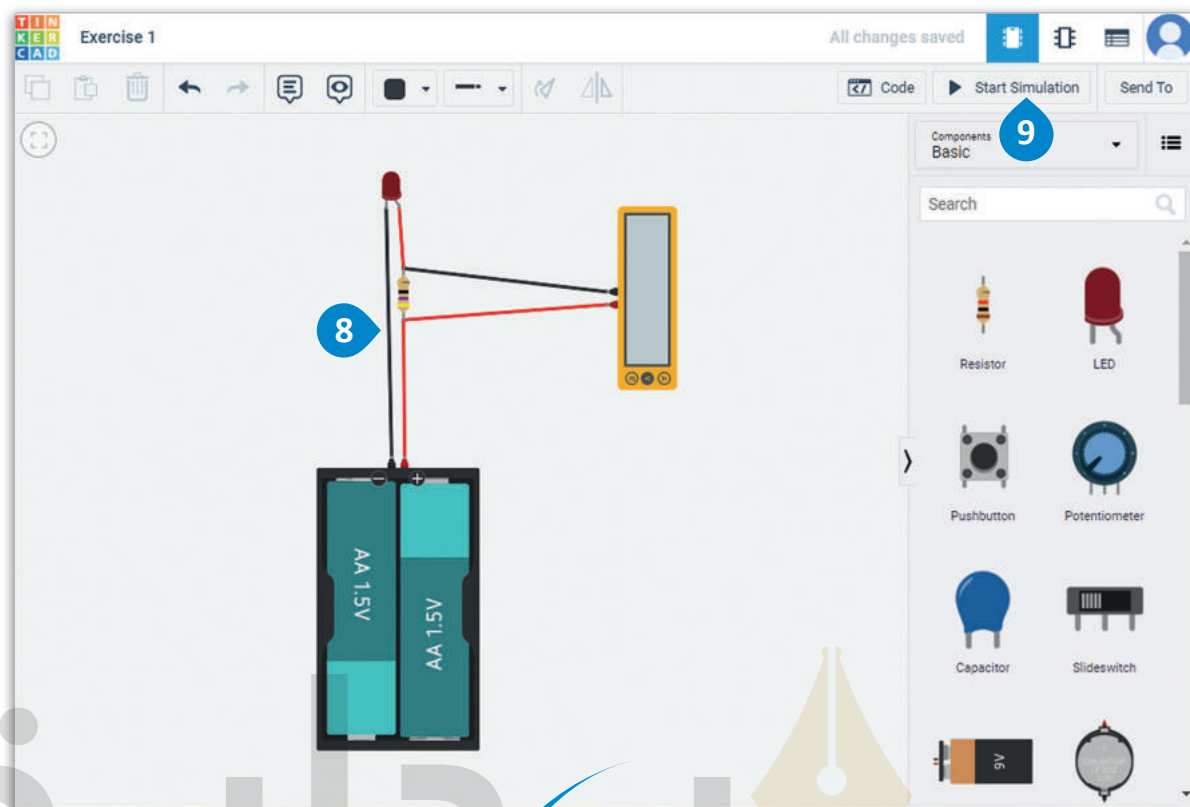 TIN
KER
CAD
Exercise 1
All changes saved
Code
Start Simulation
Send To
9
Components
Basic
Search
8
Resistor
LED
Pushbutton
Potentiometer
AA 1.5V
AA 1.5V
Capacitor
Slideswitch
9V